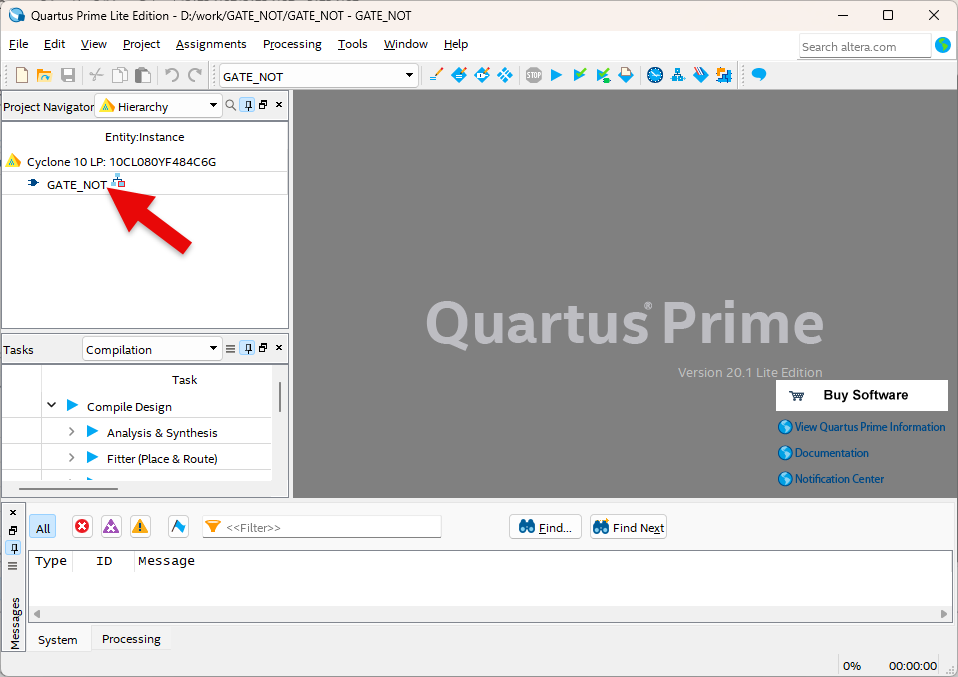 Quartus Prime Lite Edition - D:/work/GATE_NOT/GATE_NOT - GATE_NOT
File Edit View Project Assignments Processing Tools Window Help
Search altera.com
GATE_NOT
STOP
Project Navigator Hierarchy
Entity:Instance
Cyclone 10 LP: 10CL080YF484C6G
GATE_NOT
Quartus® Prime
Version 20.1 Lite Edition
Buy Software
View Quartus Prime Information
Documentation
Notification Center
Tasks Compilation
Task
Compile Design
Analysis & Synthesis
Fitter (Place & Route)
All <<Filter>> Find... Find Next
Type ID Message
Messages
System Processing
0% 00:00:00